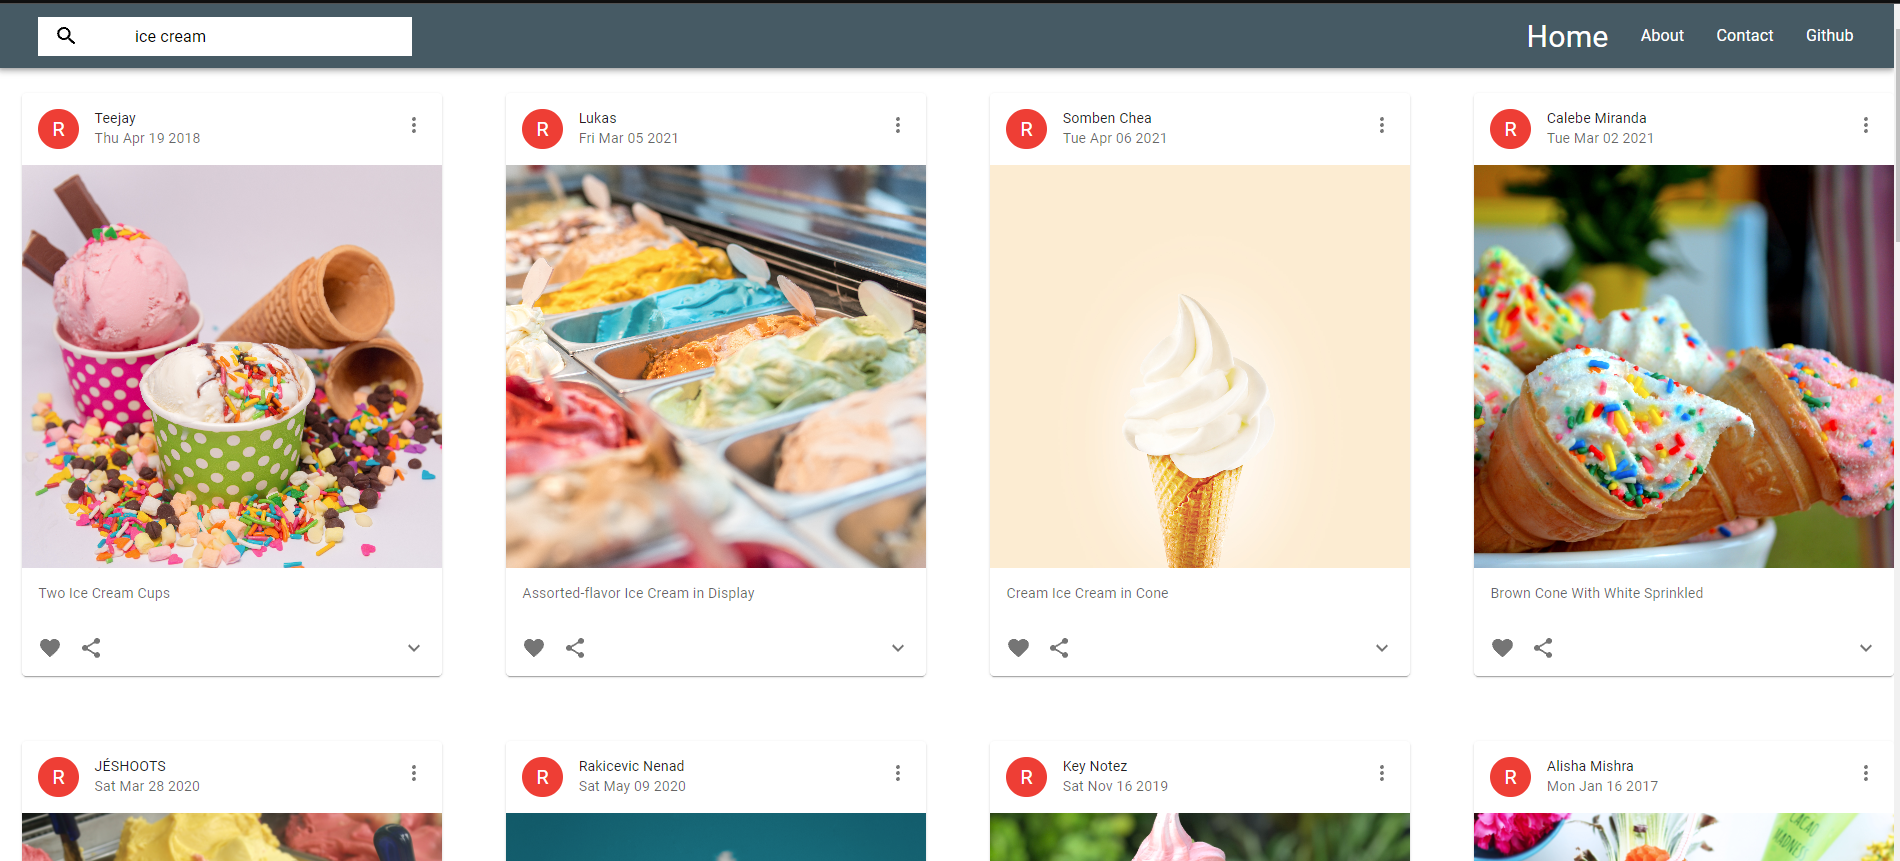 ice cream
Home About Contact Github
R Teejay
Thu Apr 19 2018
R Lukas
Fri Mar 05 2021
R Somben Chea
Tue Apr 06 2021
R Calebe Miranda
Tue Mar 02 2021
Two Ice Cream Cups
Assorted-flavor Ice Cream in Display
Cream Ice Cream in Cone
Brown Cone With White Sprinkled
R JÉSHOOTS
Sat Mar 28 2020
R Rakicevic Nenad
Sat May 09 2020
R Key Notez
Sat Nov 16 2019
R Alisha Mishra
Mon Jan 16 2017
CACAO
MADNESS